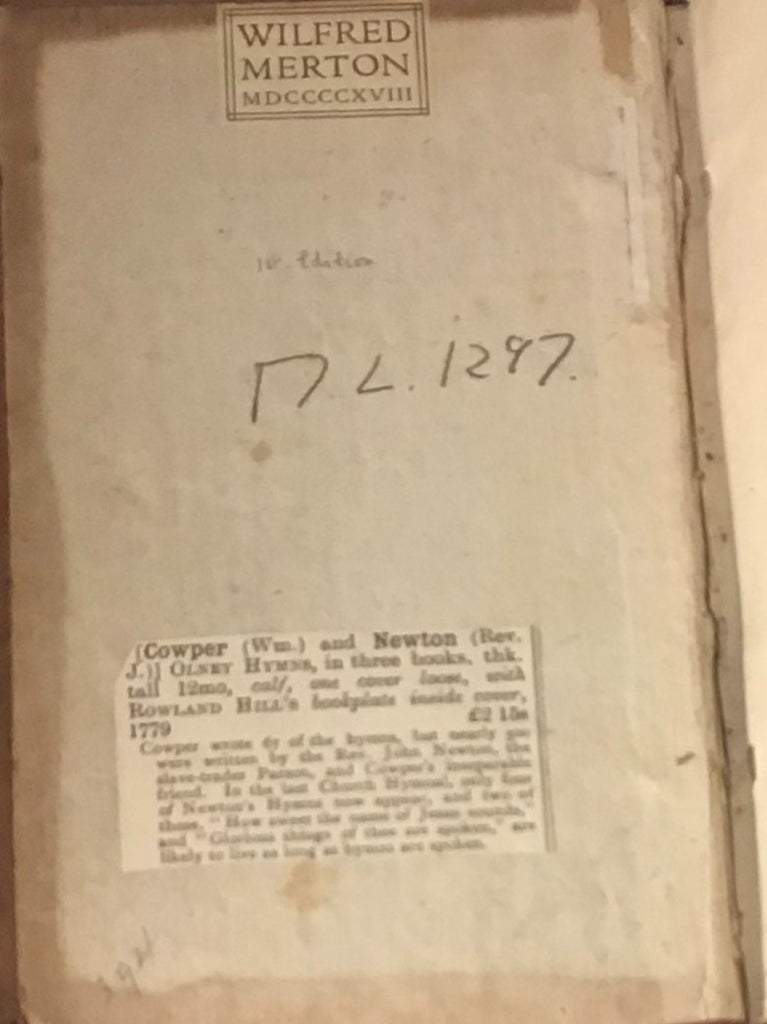 WILFRED
MERTON
MDCCCCXVIII
1st. Edition
L. 1297.
[Cowper (Wm.) and Newton (Rev.
J.)] OLNEY HYMNS, in three books, thk.
tall 12mo, calf, one cover loose, with
ROWLAND HILL's bookplate inside cover,
1779 £2 15s
Cowper wrote 67 of the hymns, but nearly
were written by the Rev. John Newton, the
slave-trader Parson, and Cowper's inseparable
friend. In the last Church Hymnal, only four
of Newton's Hymns now appear, and two of
these, "How sweet the name of Jesus sounds,"
and "Glorious things of thee are spoken," are
likely to live as long as hymns are spoken.